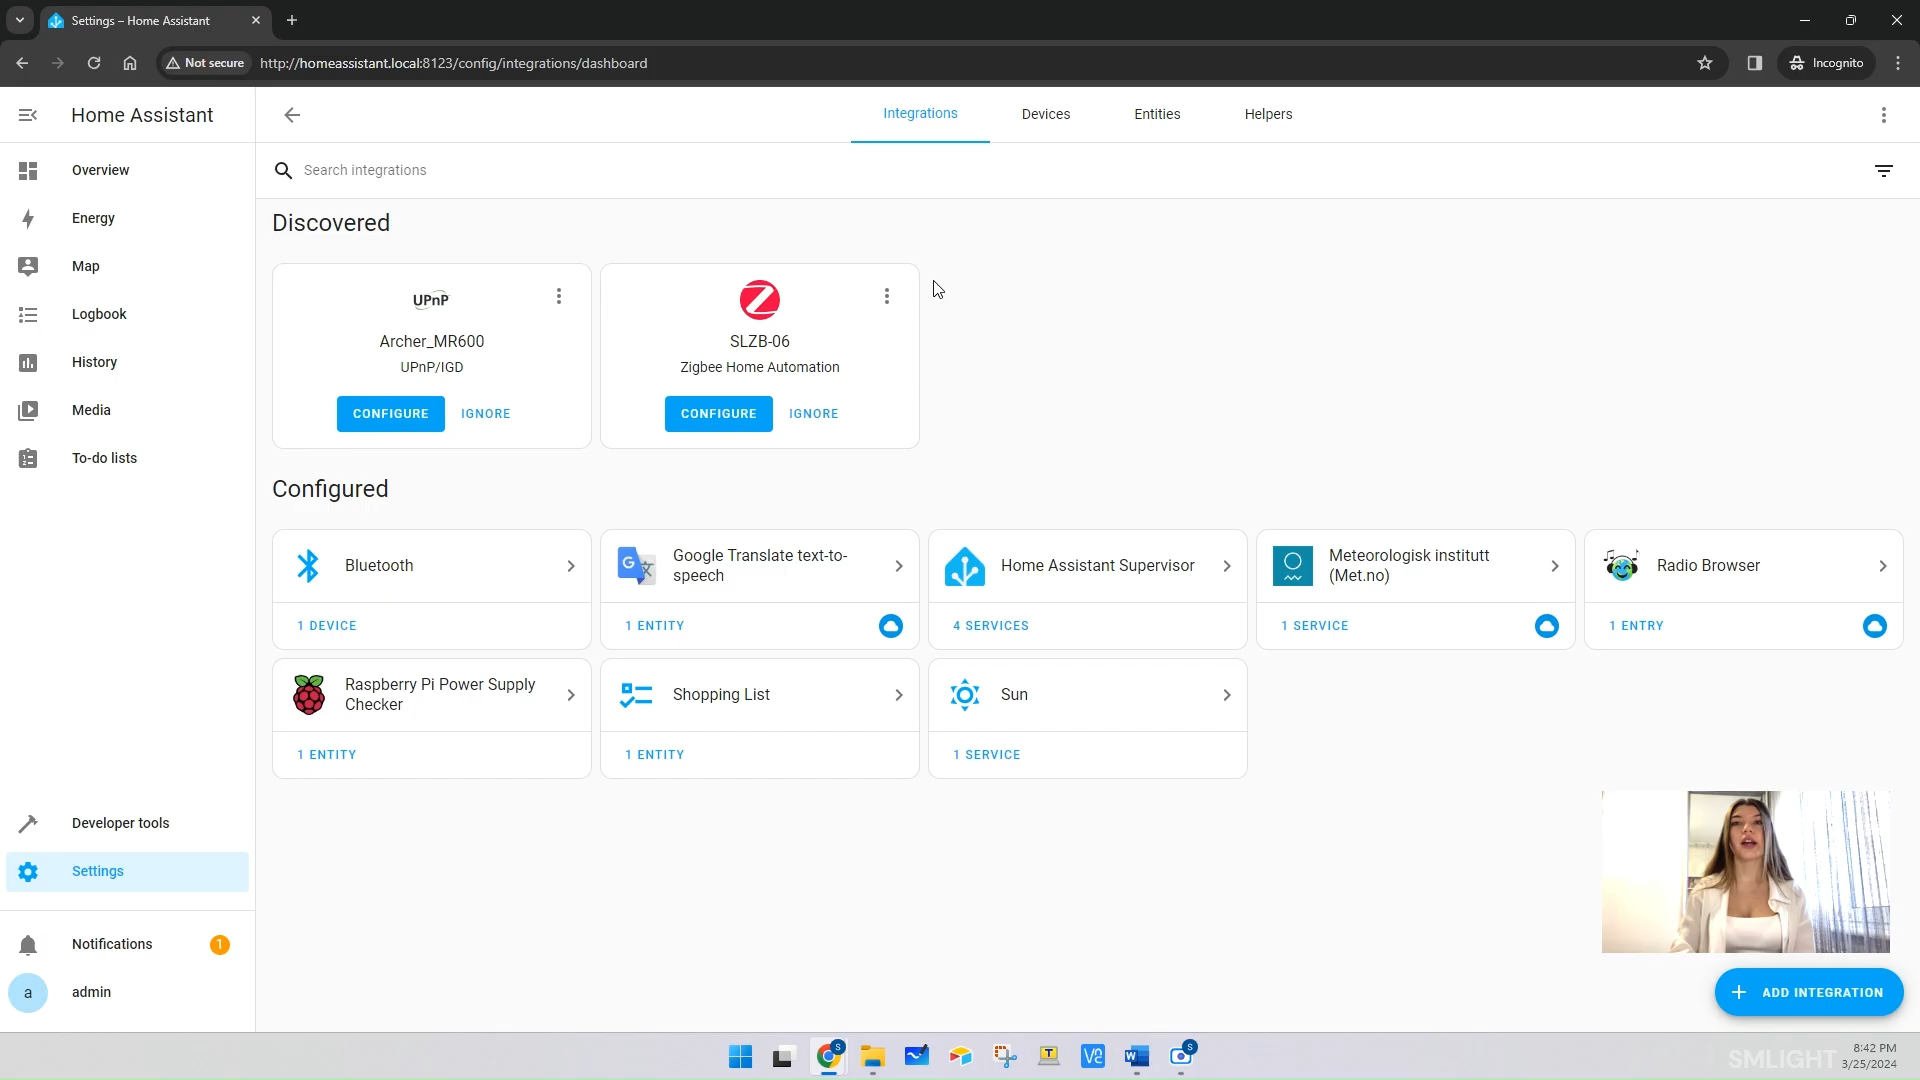 Settings – Home Assistant
Not secure
http://homeassistant.local:8123/config/integrations/dashboard
Incognito
Home Assistant
Integrations
Devices
Entities
Helpers
Overview
Energy
Map
Logbook
History
Media
To-do lists
Developer tools
Settings
Notifications
1
a
admin
Search integrations
Discovered
UPnP
Archer_MR600
UPnP/IGD
CONFIGURE
IGNORE
SLZB-06
Zigbee Home Automation
CONFIGURE
IGNORE
Configured
Bluetooth
1 DEVICE
G
Google Translate text-to-
speech
1 ENTITY
Home Assistant Supervisor
4 SERVICES
Meteorologisk institutt
(Met.no)
1 SERVICE
Radio Browser
1 ENTRY
Raspberry Pi Power Supply
Checker
1 ENTITY
Shopping List
1 ENTITY
Sun
1 SERVICE
ADD INTEGRATION
S
T
W
S
SMLIGHT
8:42 PM
3/25/2024